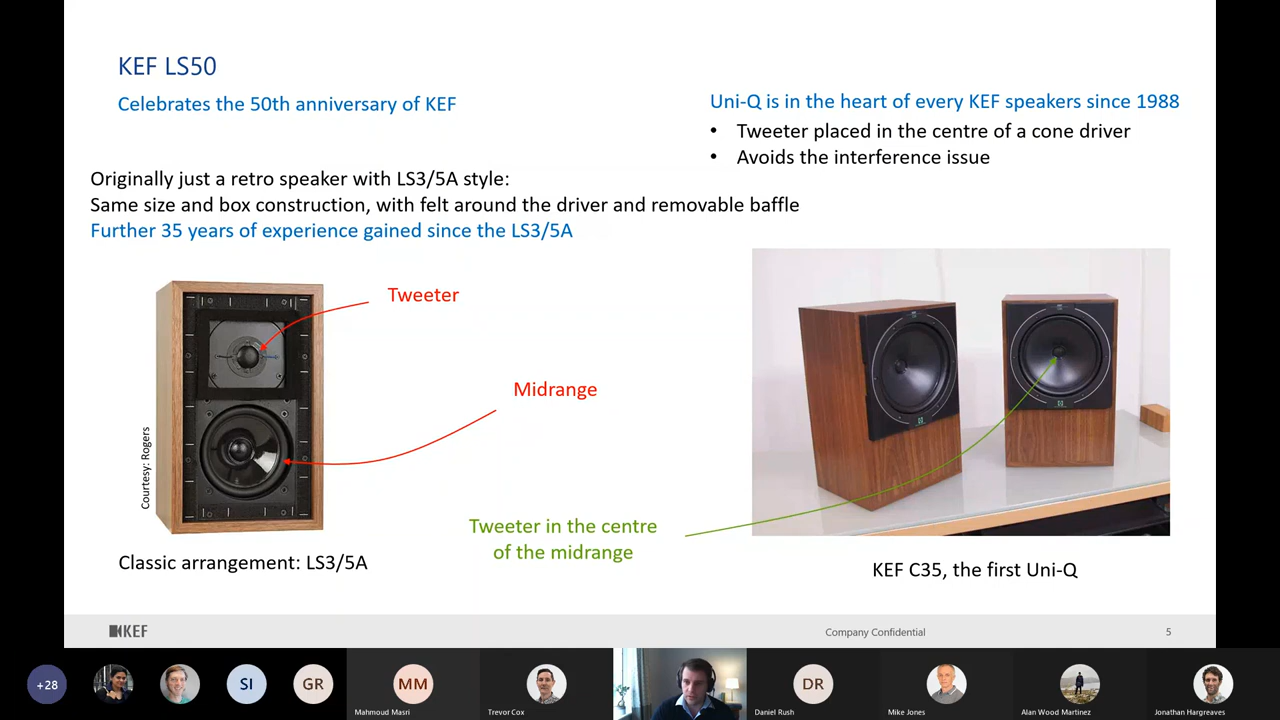 KEF LS50
Celebrates the 50th anniversary of KEF
Uni-Q is in the heart of every KEF speakers since 1988
• Tweeter placed in the centre of a cone driver
• Avoids the interference issue
Originally just a retro speaker with LS3/5A style:
Same size and box construction, with felt around the driver and removable baffle
Further 35 years of experience gained since the LS3/5A
Tweeter
Midrange
Courtesy: Rogers
Tweeter in the centre
of the midrange
Classic arrangement: LS3/5A
KEF C35, the first Uni-Q
KEF
Company Confidential
5
+28
SI
GR
MM
Mahmoud Masri
Trevor Cox
DR
Daniel Rush
Mike Jones
Alan Wood Martinez
Jonathan Hargreaves